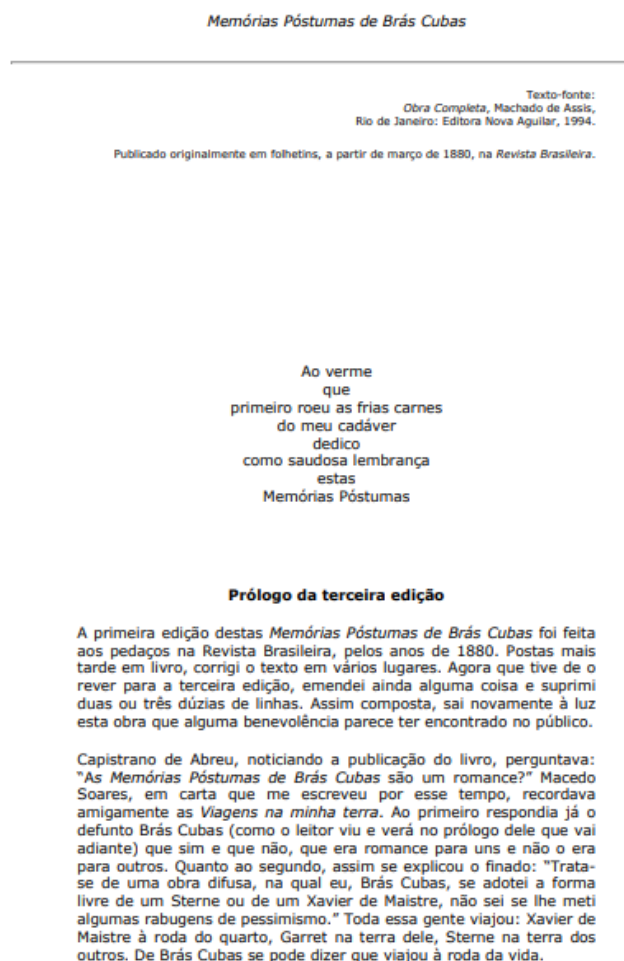 Memórias Póstumas de Brás Cubas
Texto-fonte:
Obra Completa, Machado de Assis,
Rio de Janeiro: Editora Nova Aguilar, 1994.
Publicado originalmente em folhetins, a partir de março de 1880, na Revista Brasileira.
Ao verme
que
primeiro roeu as frias carnes
do meu cadáver
dedico
como saudosa lembrança
estas
Memórias Póstumas
Prólogo da terceira edição
A primeira edição destas Memórias Póstumas de Brás Cubas foi feita
aos pedaços na Revista Brasileira, pelos anos de 1880. Postas mais
tarde em livro, corrigi o texto em vários lugares. Agora que tive de o
rever para a terceira edição, emendei ainda alguma coisa e suprimi
duas ou três dúzias de linhas. Assim composta, sai novamente à luz
esta obra que alguma benevolência parece ter encontrado no público.
Capistrano de Abreu, noticiando a publicação do livro, perguntava:
“As Memórias Póstumas de Brás Cubas são um romance?” Macedo
Soares, em carta que me escreveu por esse tempo, recordava
amigamente as Viagens na minha terra. Ao primeiro respondia já o
defunto Brás Cubas (como o leitor viu e verá no prólogo dele que vai
adiante) que sim e que não, que era romance para uns e não o era
para outros. Quanto ao segundo, assim se explicou o finado: “Trata-
se de uma obra difusa, na qual eu, Brás Cubas, se adotei a forma
livre de um Sterne ou de um Xavier de Maistre, não sei se lhe meti
algumas rabugens de pessimismo.” Toda essa gente viajou: Xavier de
Maistre à roda do quarto, Garret na terra dele, Sterne na terra dos
outros. De Brás Cubas se pode dizer que viajou à roda da vida.